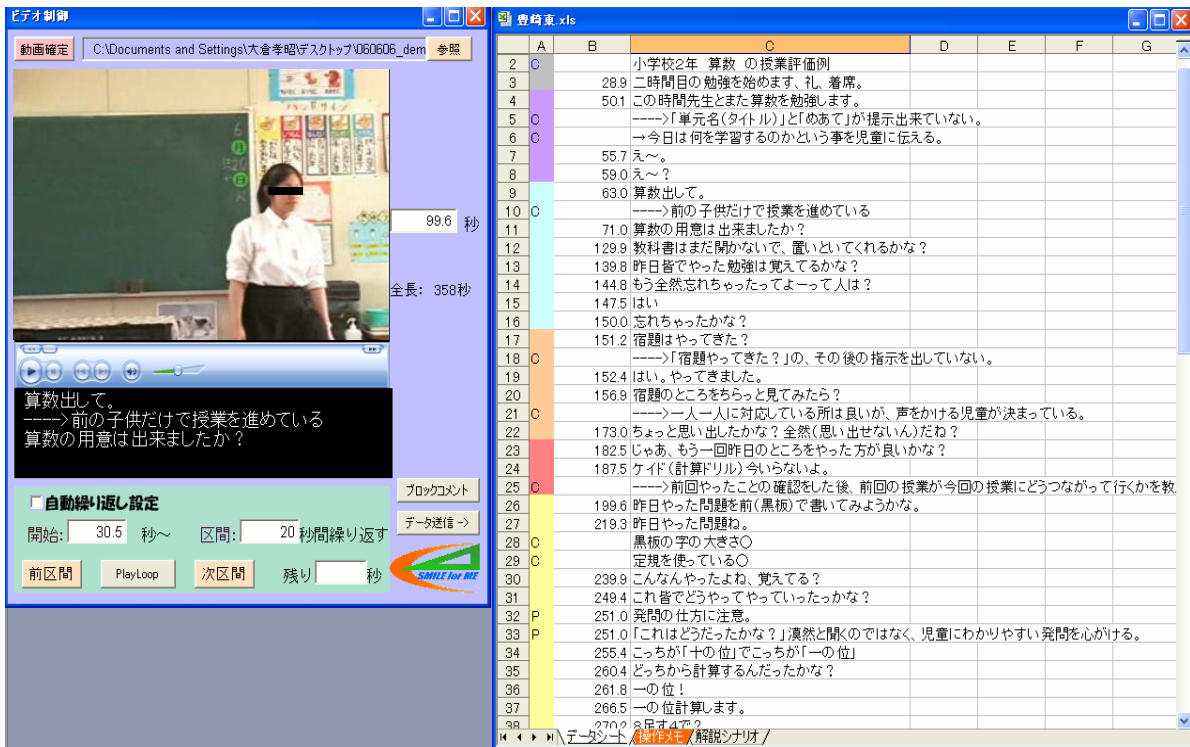 ビデオ制御
動画確定 C:\Documents and Settings\大倉孝昭\デスクトップ\060606_dem 参照
ハンドサイン
6
月
20
日
99.6 秒
全長: 358秒
算数出して。
---->前の子供だけで授業を進めている
算数の用意は出来ましたか？
自動繰り返し設定
開始: 30.5 秒～ 区間: 20 秒間繰り返す
前区間 PlayLoop 次区間 残り 秒
ブロックコメント
データ送信->
SMILE for ME
豊崎東.xls
A B C D E F G
2 C 小学校2年 算数 の授業評価例
3 28.9 二時間目の勉強を始めます、礼、着席。
4 50.1 この時間先生とまた算数を勉強します。
5 C ---->「単元名(タイトル)」と「めあて」が提示出来ていない。
6 C →今日は何を学習するのかという事を児童に伝える。
7 55.7 え～。
8 59.0 え～？
9 63.0 算数出して。
10 C ---->前の子供だけで授業を進めている
11 71.0 算数の用意は出来ましたか？
12 129.9 教科書はまだ開かないで、置いといてくれるかな？
13 139.8 昨日皆でやった勉強は覚えてるかな？
14 144.8 もう全然忘れちゃったってよーって人は？
15 147.5 はい
16 150.0 忘れちゃったかな？
17 151.2 宿題はやってきた？
18 C ---->「宿題やってきた？」の、その後の指示を出していない。
19 152.4 はい。やってきました。
20 156.9 宿題のところをちらっと見てみたら？
21 C ---->一人一人に対応している所は良いが、声をかける児童が決まっている。
22 173.0 ちょっと思い出したかな？全然(思い出せないん)だね？
23 182.5 じゃあ、もう一回昨日のところをやった方が良いかな？
24 187.5 ケイド(計算ドリル)今いらないよ。
25 C ---->前回やったことの確認をした後、前回の授業が今回の授業にどうつながって行くかを教
26 199.6 昨日やった問題を前(黒板)で書いてみようかな。
27 219.3 昨日やった問題ね。
28 C 黒板の字の大きさ○
29 C 定規を使っている○
30 239.9 こんなんやったよね、覚えてる？
31 249.4 これ皆でどうやってやっていったっかな？
32 P 251.0 発問の仕方に注意。
33 P 251.0 「これはどうだったかな？」漠然と聞くのではなく、児童にわかりやすい発問を心がける。
34 255.4 こっちが「十の位」でこっちが「一の位」
35 260.4 どっちから計算するんだったかな？
36 261.8 一の位！
37 266.5 一の位計算します。
38 270.2 8足す4で？
データシート 操作メモ 解説シナリオ